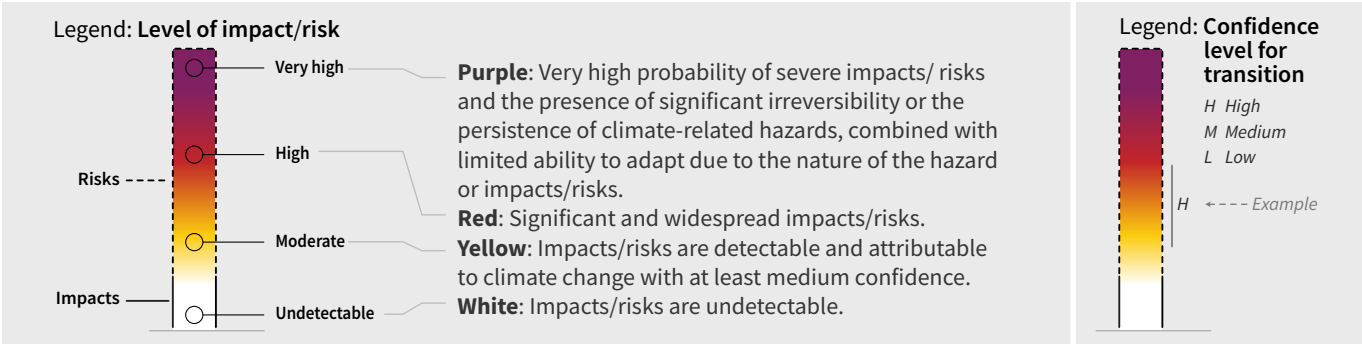 Legend: Level of impact/risk
Very high
High
Risks
Moderate
Impacts
Undetectable
Purple: Very high probability of severe impacts/ risks
and the presence of significant irreversibility or the
persistence of climate-related hazards, combined with
limited ability to adapt due to the nature of the hazard
or impacts/risks.
Red: Significant and widespread impacts/risks.
Yellow: Impacts/risks are detectable and attributable
to climate change with at least medium confidence.
White: Impacts/risks are undetectable.
Legend: Confidence
level for
transition
H High
M Medium
L Low
H
Example